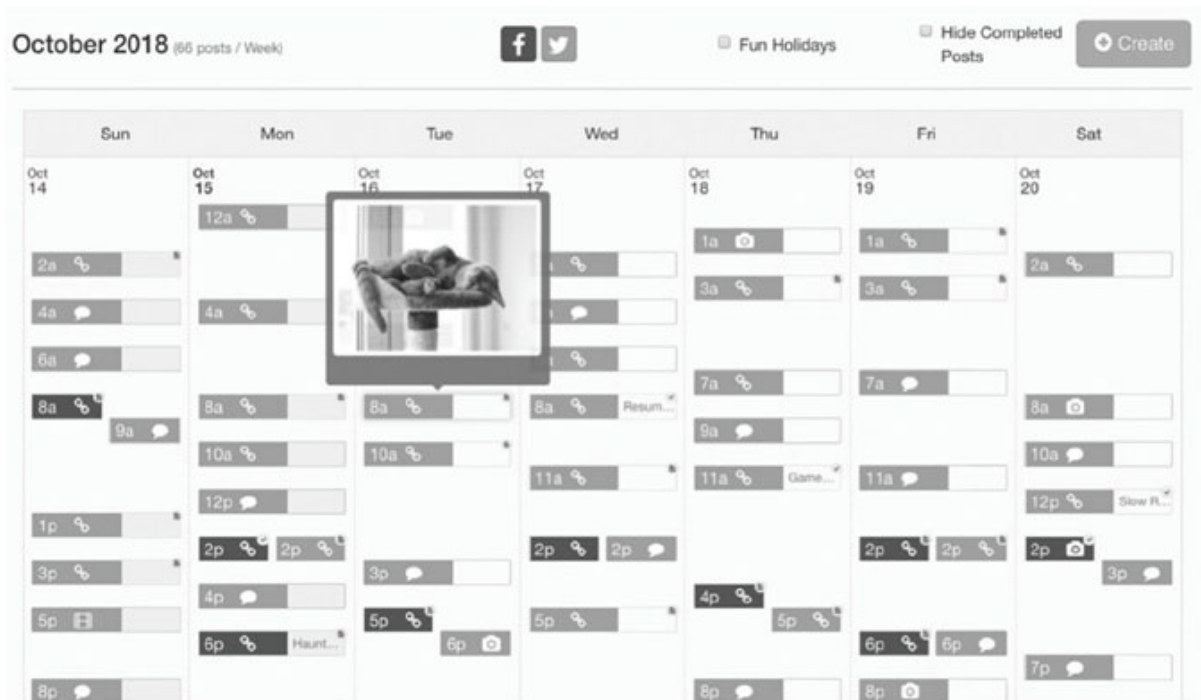 October 2018 (66 posts / Week)
f
Fun Holidays
Hide Completed
Posts
Create
Sun Mon Tue Wed Thu Fri Sat
Oct 14
Oct 15
Oct 16
Oct 17
Oct 18
Oct 19
Oct 20
12a
1a 1a
2a 2a
3a 3a
4a 4a
6a
7a 7a
8a 8a 8a 8a Resum... 8a
9a 9a
10a 10a 10a
11a 11a Game... 11a
12p 12p Slow R...
1p
2p 2p 2p 2p 2p 2p 2p
3p 3p 3p
4p 4p
5p 5p 5p 5p
6p Haunt... 6p 6p 6p
7p
8p 8p 8p